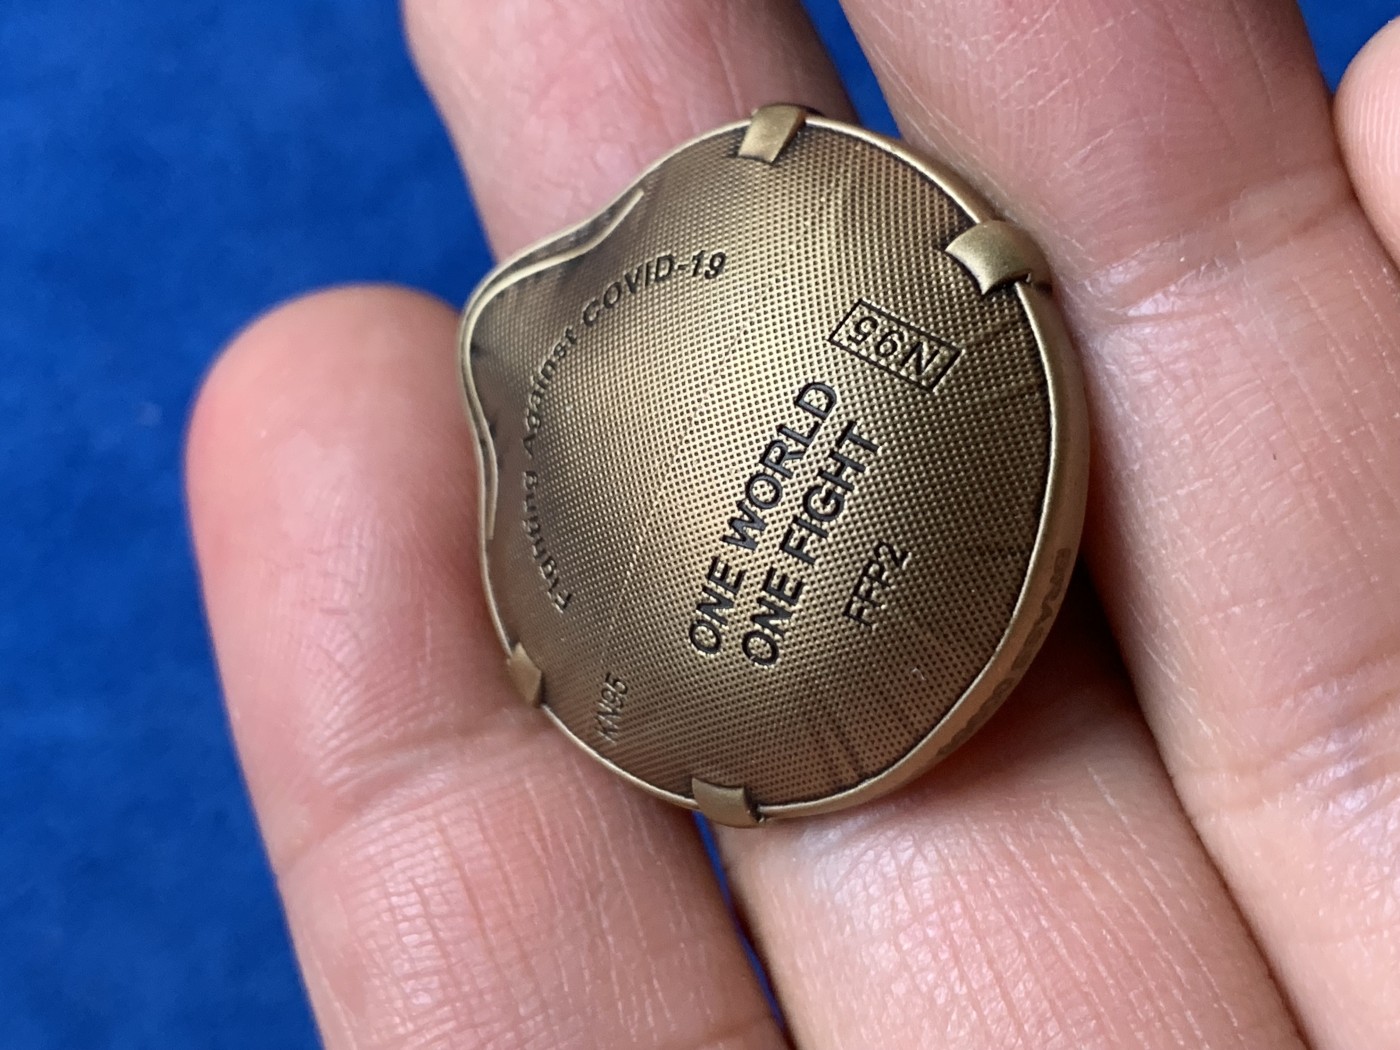 Fighting Against COVID-19
N95
ONE WORLD
ONE FIGHT
FFP2
KN95